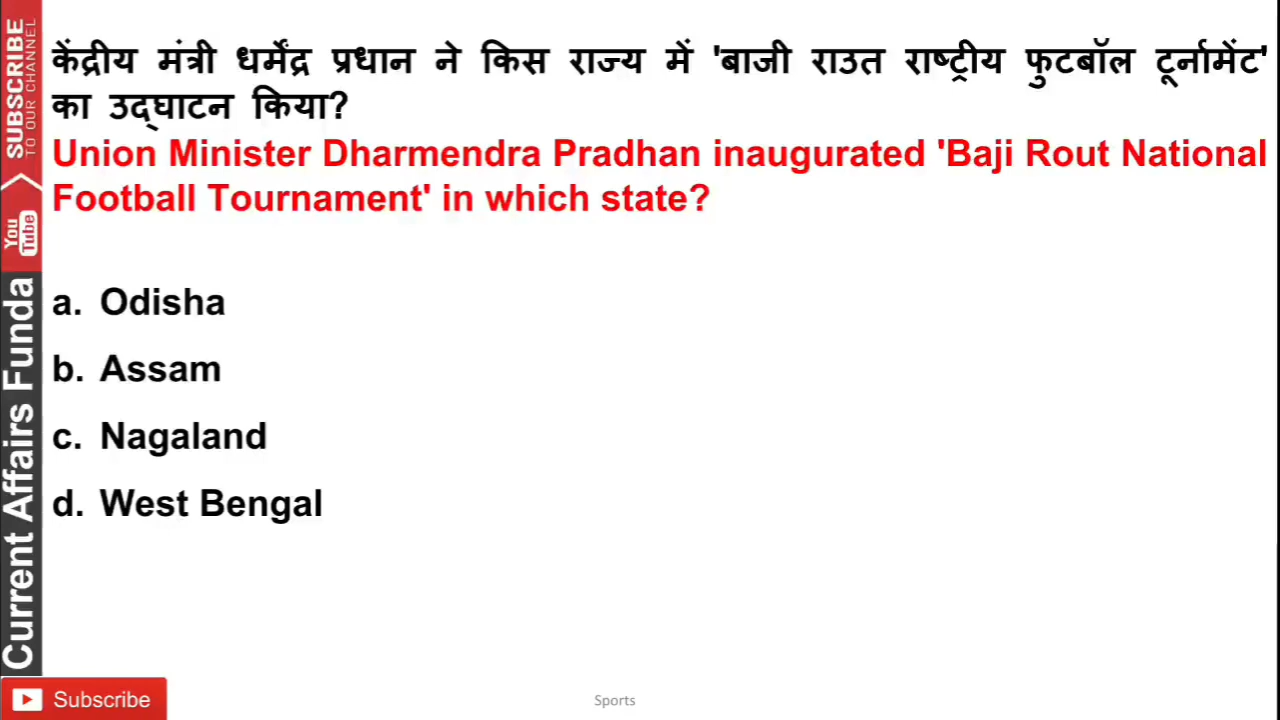 केंद्रीय मंत्री धर्मेंद्र प्रधान ने किस राज्य में 'बाजी राउत राष्ट्रीय फुटबॉल टूर्नामेंट'
का उद्घाटन किया?
Union Minister Dharmendra Pradhan inaugurated 'Baji Rout National
Football Tournament' in which state?
a. Odisha
b. Assam
c. Nagaland
d. West Bengal
SUBSCRIBE
TO OUR CHANNEL
You
Tube
Current Affairs Funda
Subscribe
Sports